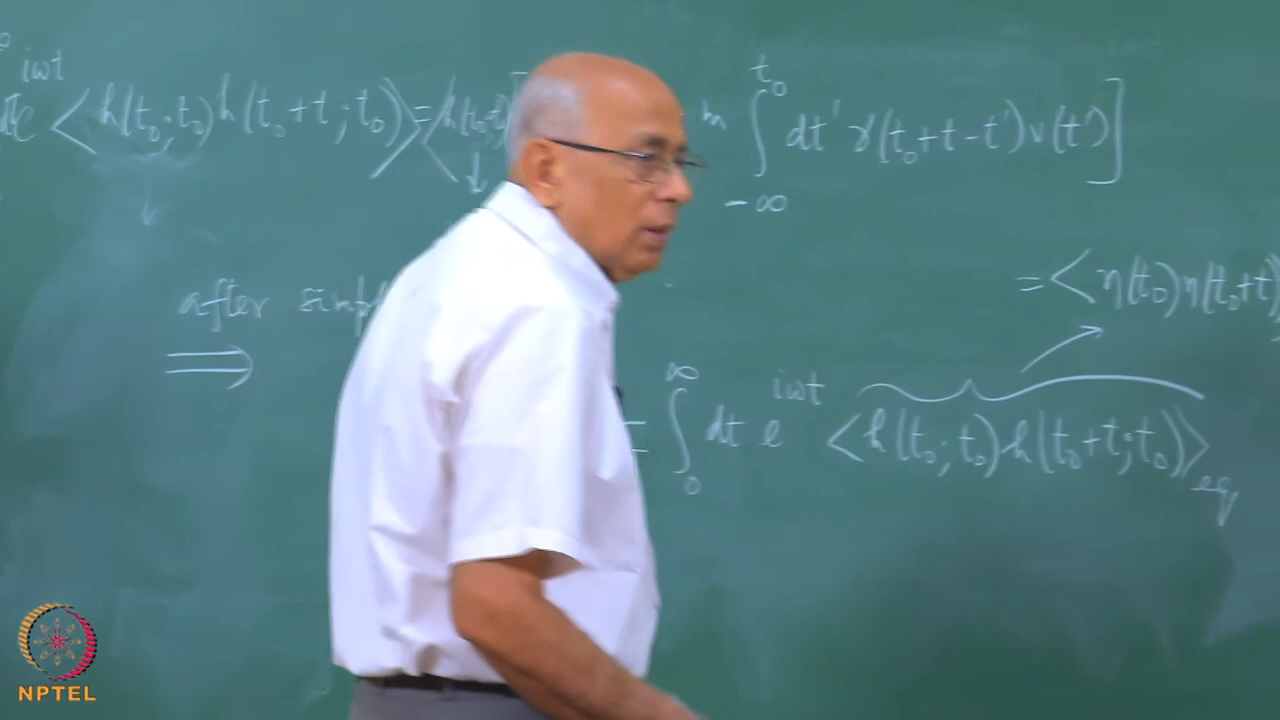 iωt
⟨h(t₀;t₀)h(t₀+t;t₀)⟩=⟨h(t₀;t₀)[ m ∫_{-∞}^{t₀} dt' γ(t₀+t-t')v(t')]
after
= ⟨η(t₀)η(t₀+t)
⟹
= ∫₀^∞ dt e^{iωt} ⟨h(t₀;t₀)h(t₀+t;t₀)⟩_{eq}
NPTEL